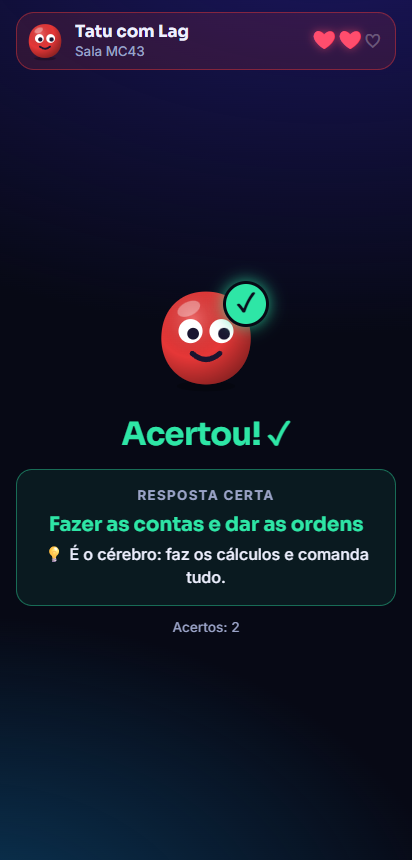 Tatu com Lag
Sala MC43
Acertou! ✓
RESPOSTA CERTA
Fazer as contas e dar as ordens
💡 É o cérebro: faz os cálculos e comanda
tudo.
Acertos: 2